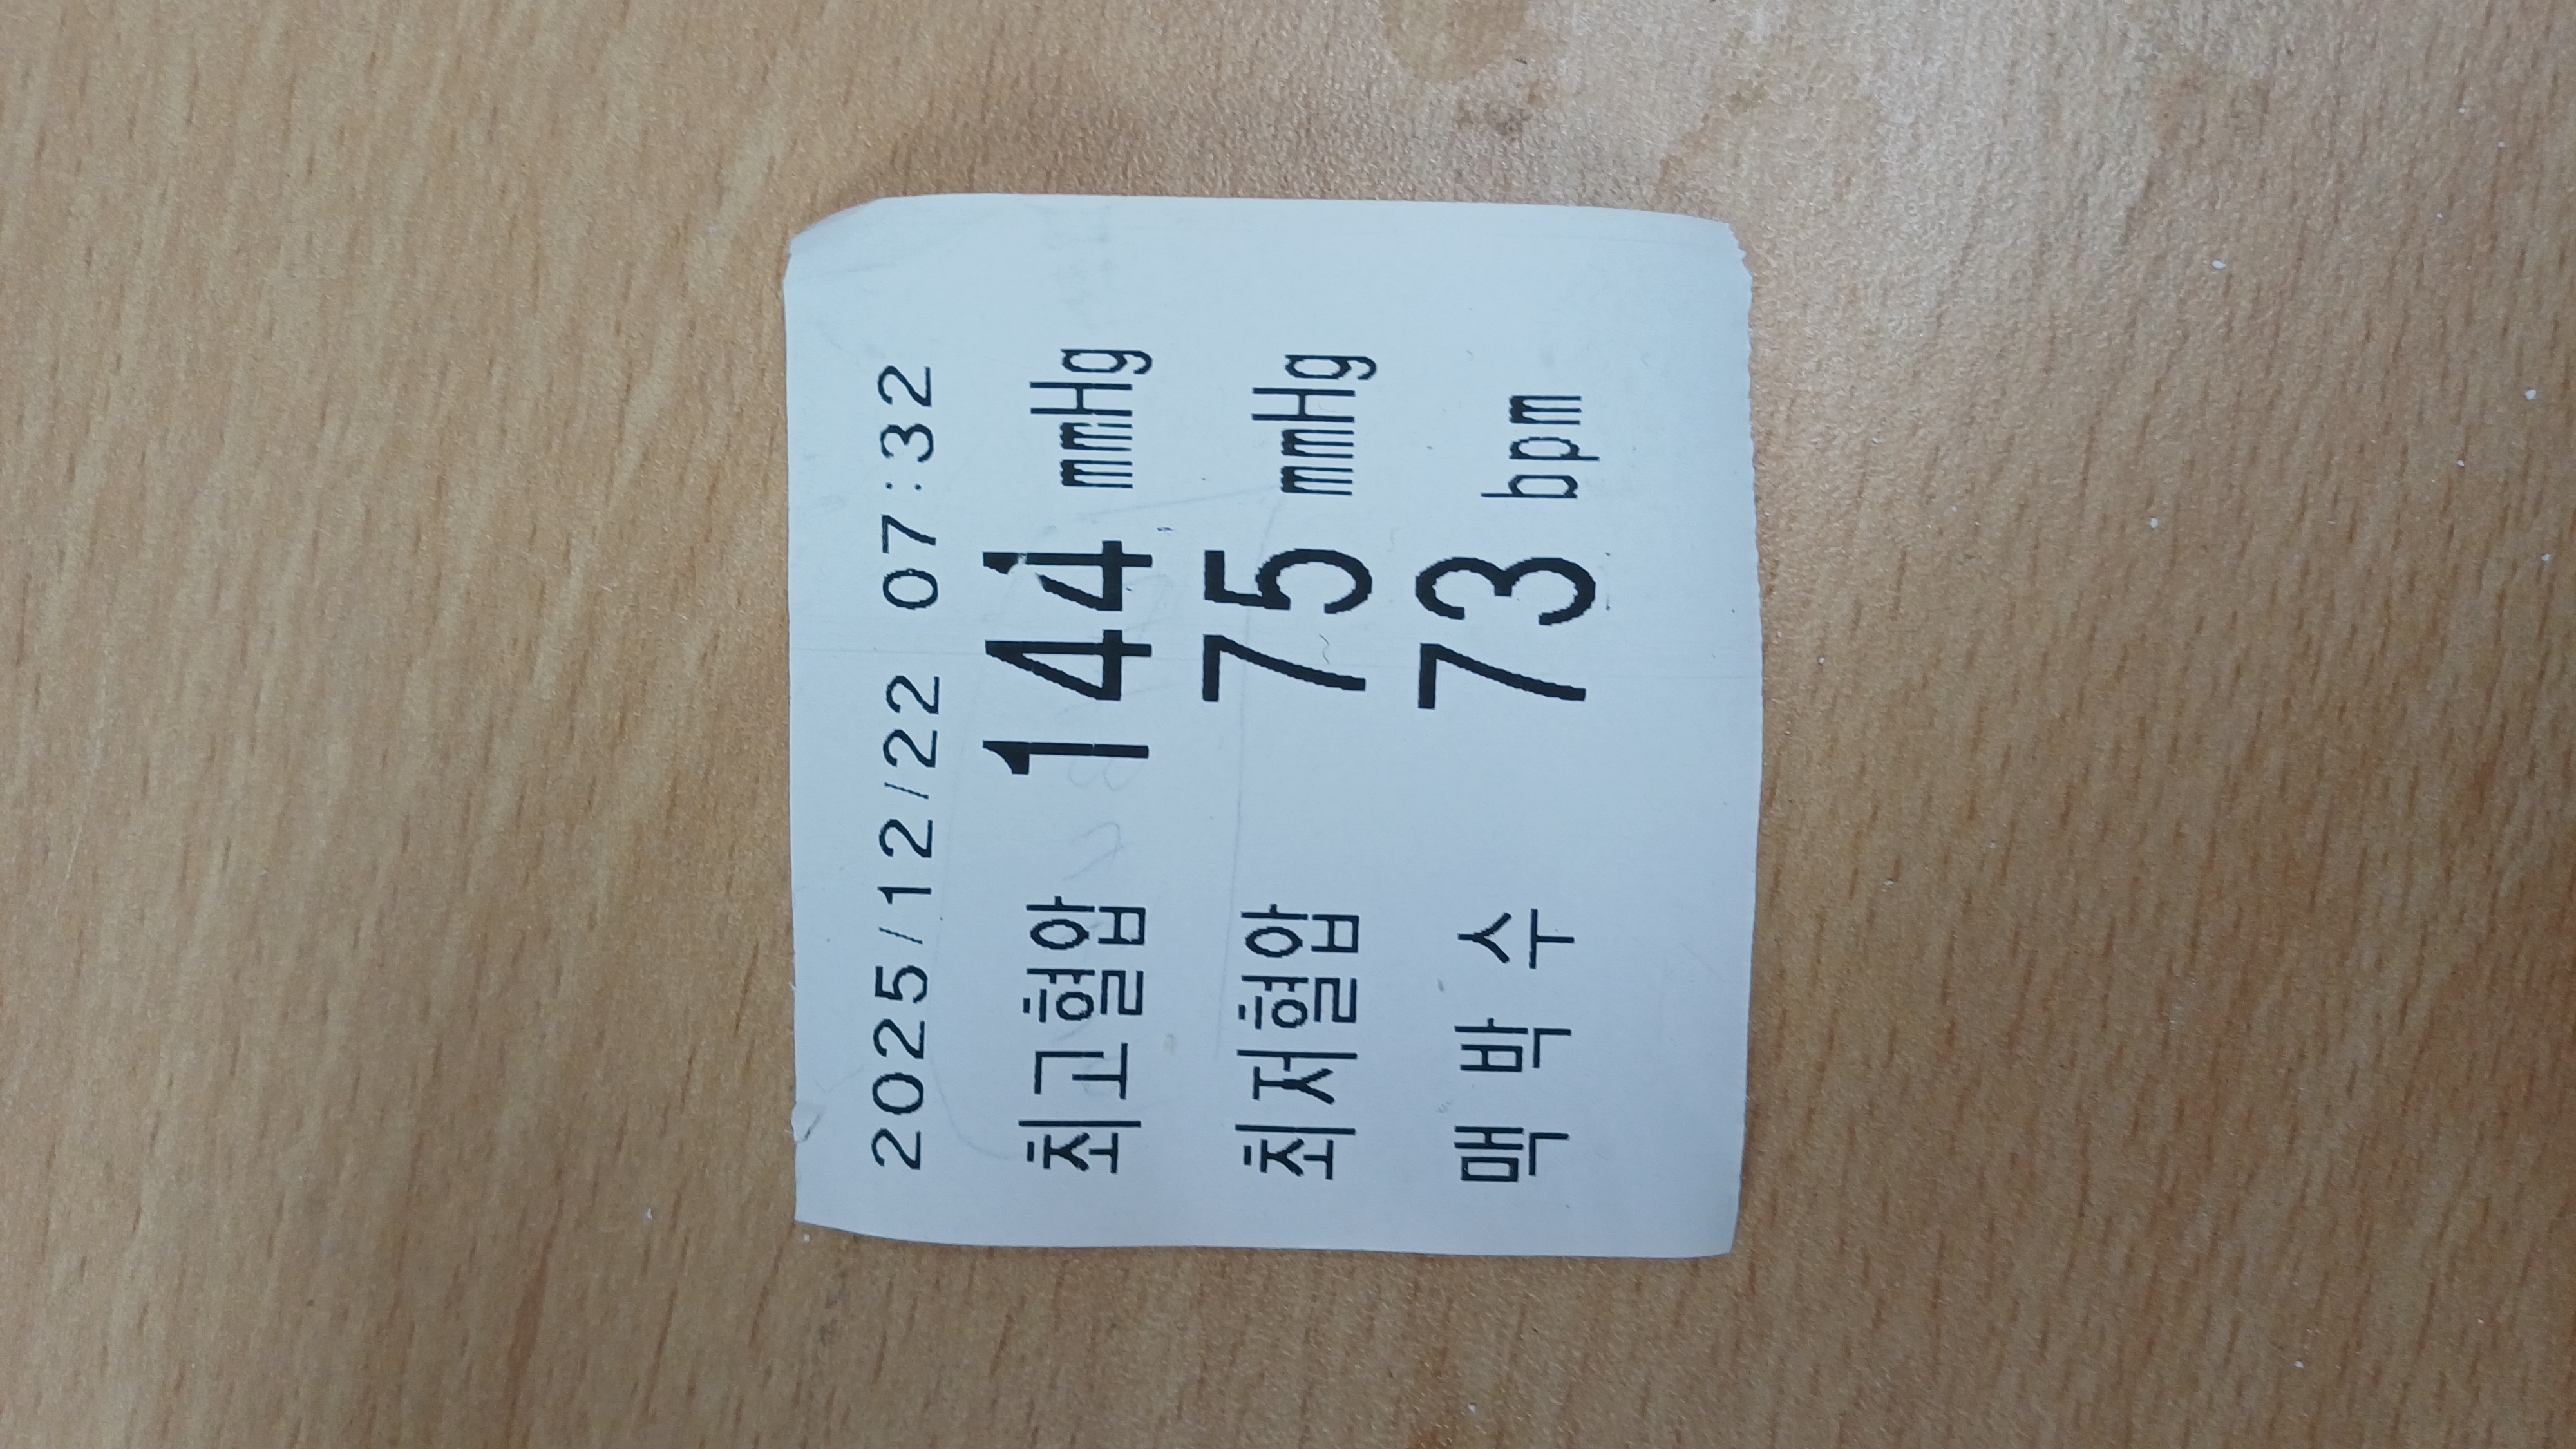 2025/12/22 07:32
최고혈압 144 mmHg
최저혈압 75 mmHg
맥 박 수 73 bpm